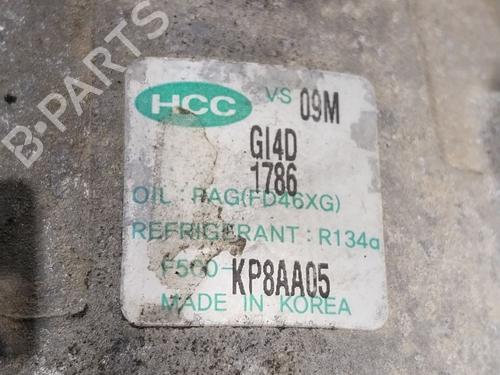 B-PARTS
HCC VS 09M
GI4D
1786
OIL : PAG(FD46XG)
REFRIGERANT : R134a
F500-KP8AA05
MADE IN KOREA